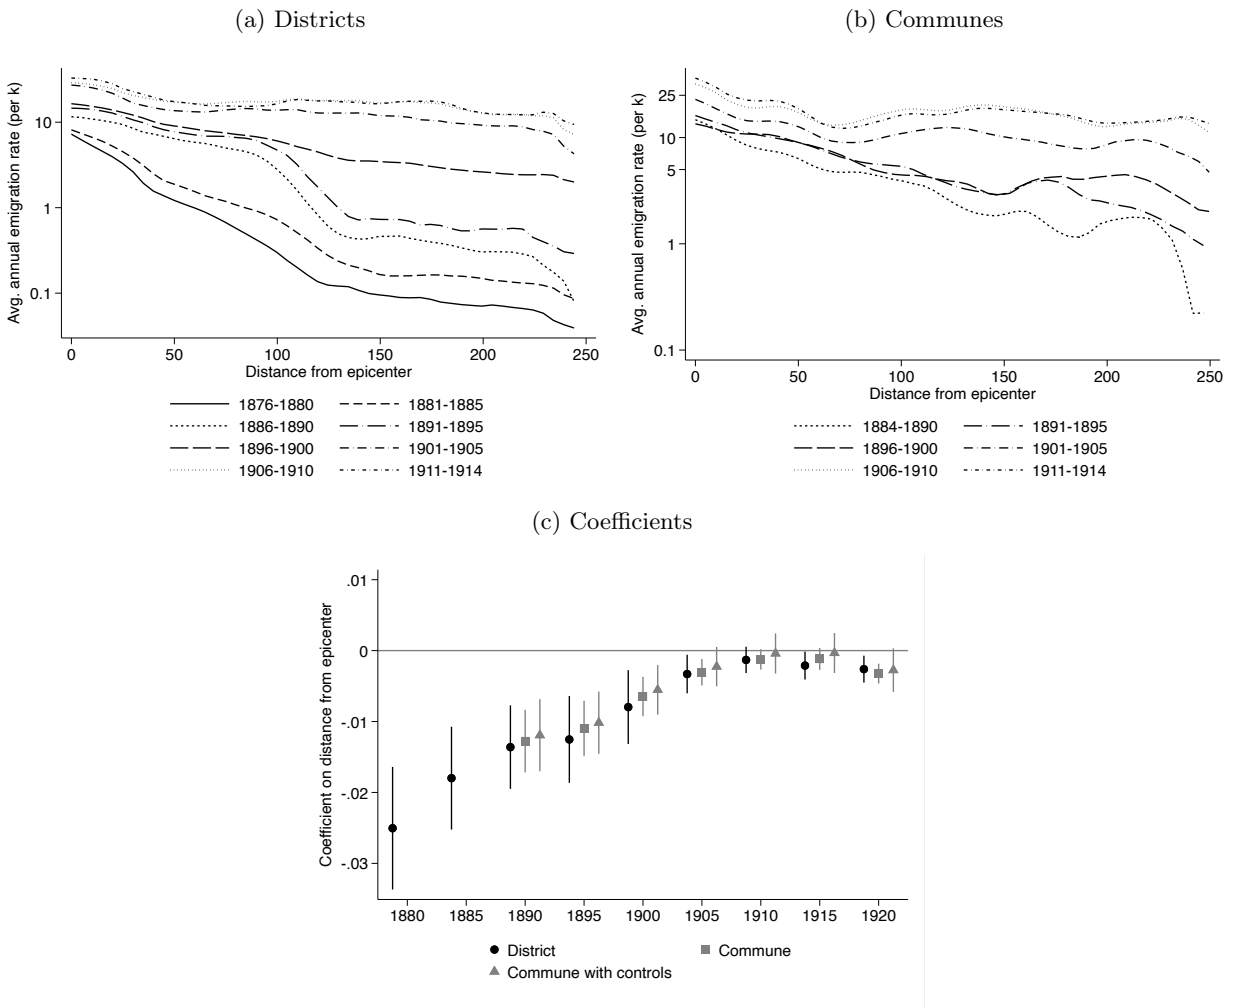 (a) Districts
Avg. annual emigration rate (per k)
10
1
0.1
0 50 100 150 200 250
Distance from epicenter
1876-1880 1881-1885
1886-1890 1891-1895
1896-1900 1901-1905
1906-1910 1911-1914
(b) Communes
Avg. annual emigration rate (per k)
25
10
5
1
0.1
0 50 100 150 200 250
Distance from epicenter
1884-1890 1891-1895
1896-1900 1901-1905
1906-1910 1911-1914
(c) Coefficients
Coefficient on distance from epicenter
.01
0
-.01
-.02
-.03
1880 1885 1890 1895 1900 1905 1910 1915 1920
District Commune
Commune with controls